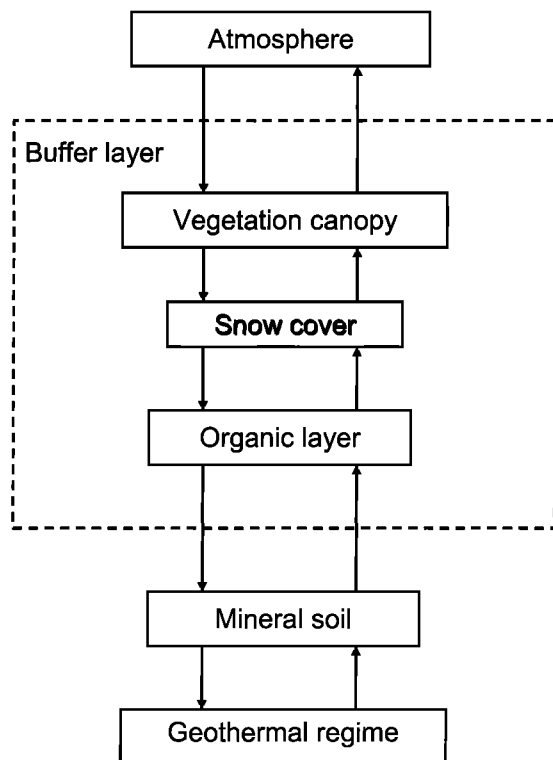 Atmosphere
Buffer layer
Vegetation canopy
Snow cover
Organic layer
Mineral soil
Geothermal regime